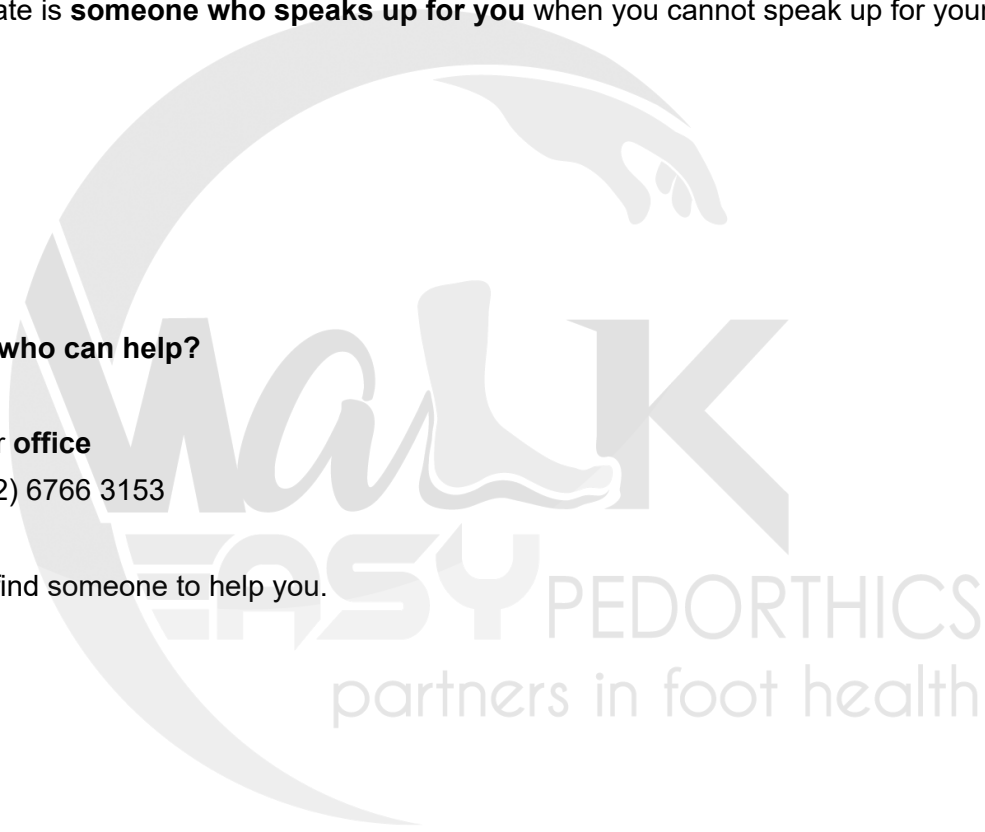 ate is someone who speaks up for you when you cannot speak up for your
who can help?
r office
2) 6766 3153
find someone to help you.
WalK
EASY PEDORTHICS
partners in foot health